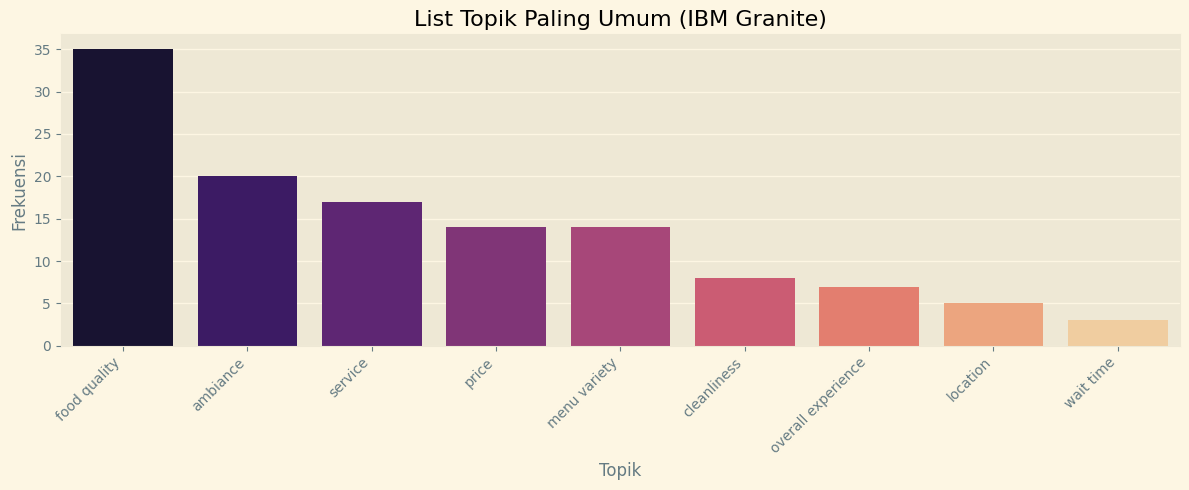 List Topik Paling Umum (IBM Granite)
Frekuensi
35
30
25
20
15
10
5
0
food quality
ambiance
service
price
menu variety
cleanliness
overall experience
location
wait time
Topik